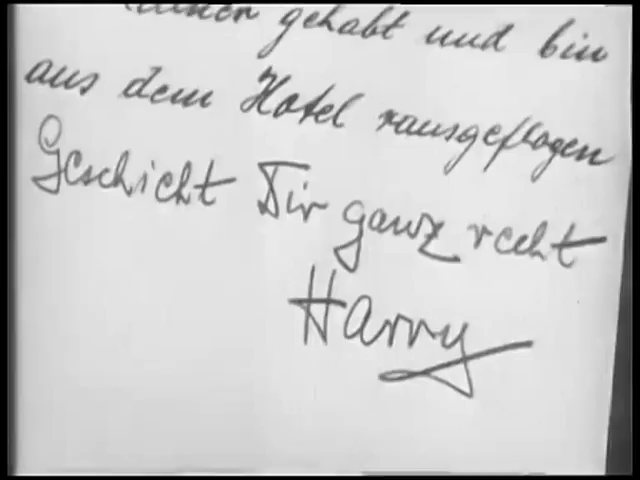 gehabt und bin
aus dem Hotel rausgeflogen
Geschicht Dir ganz recht
Harry